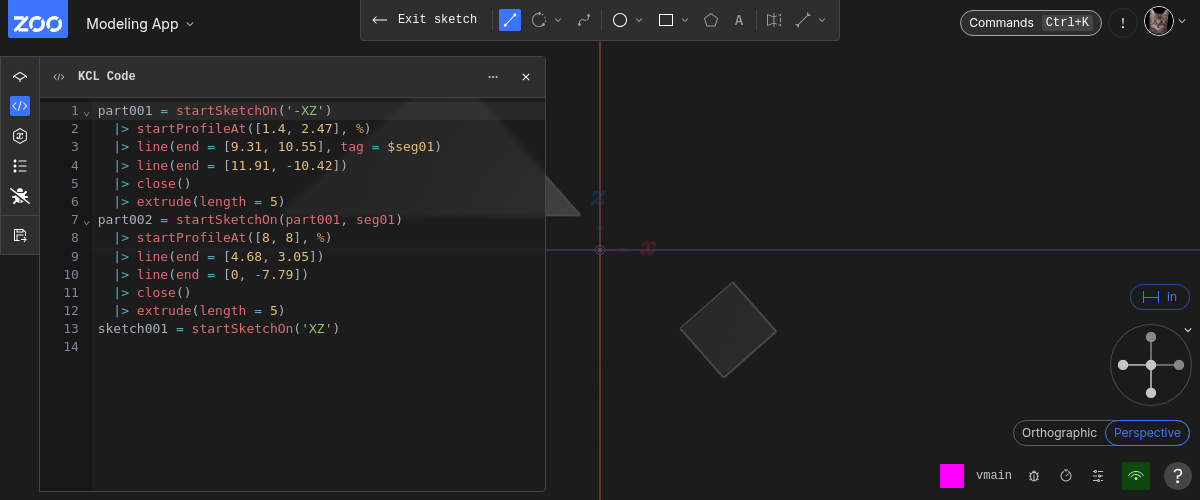 ZOO
Modeling App
Exit sketch
A
Commands Ctrl+K
!
KCL Code
1 part001 = startSketchOn('-XZ')
2 |> startProfileAt([1.4, 2.47], %)
3 |> line(end = [9.31, 10.55], tag = $seg01)
4 |> line(end = [11.91, -10.42])
5 |> close()
6 |> extrude(length = 5)
7 part002 = startSketchOn(part001, seg01)
8 |> startProfileAt([8, 8], %)
9 |> line(end = [4.68, 3.05])
10 |> line(end = [0, -7.79])
11 |> close()
12 |> extrude(length = 5)
13 sketch001 = startSketchOn('XZ')
14
z
x
in
Orthographic Perspective
vmain
?